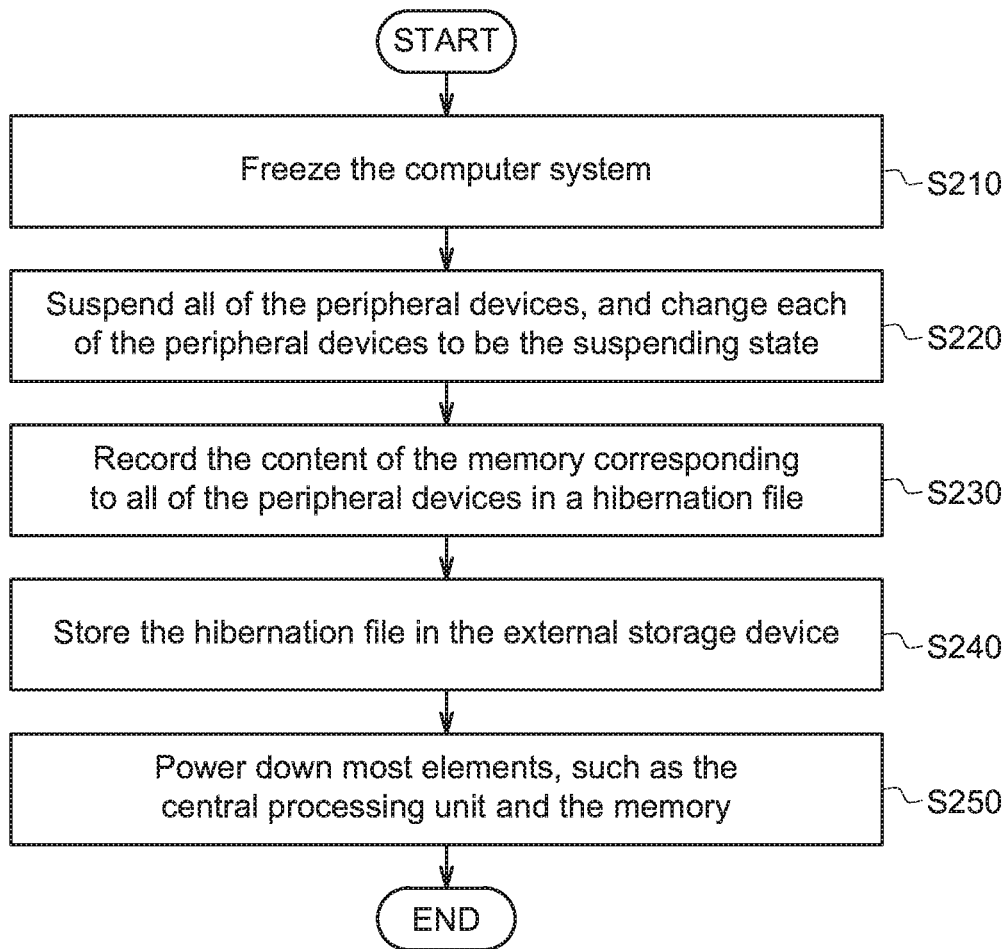 START
Freeze the computer system
S210
Suspend all of the peripheral devices, and change each
of the peripheral devices to be the suspending state
S220
Record the content of the memory corresponding
to all of the peripheral devices in a hibernation file
S230
Store the hibernation file in the external storage device
S240
Power down most elements, such as the
central processing unit and the memory
S250
END